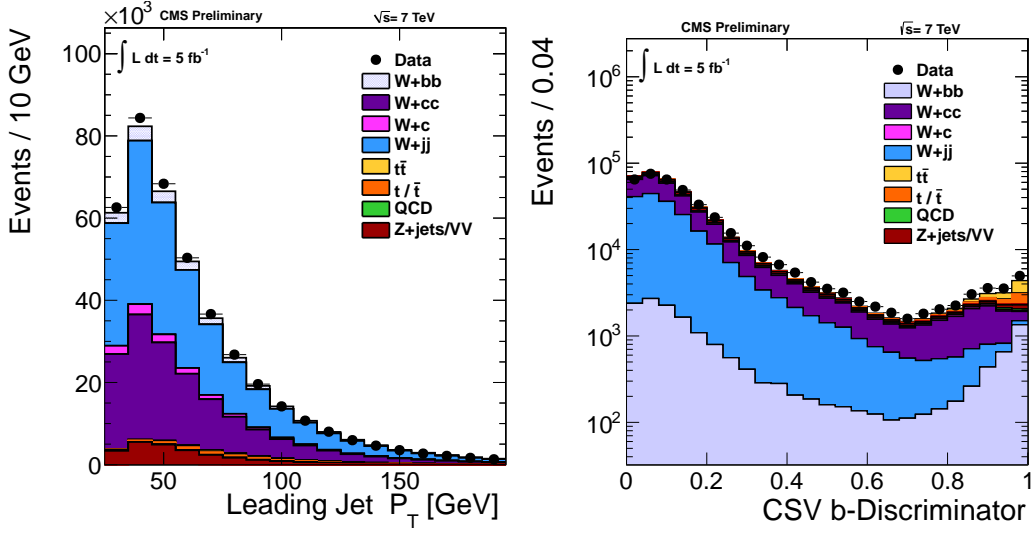 ×10³
CMS Preliminary
√s= 7 TeV
∫ L dt = 5 fb⁻¹
Data
W+bb
W+cc
W+c
W+jj
tt̄
t / t̄
QCD
Z+jets/VV
Events / 10 GeV
100
80
60
40
20
0
50 100 150
Leading Jet P_T [GeV]
CMS Preliminary
√s= 7 TeV
∫ L dt = 5 fb⁻¹
Data
W+bb
W+cc
W+c
W+jj
tt̄
t / t̄
QCD
Z+jets/VV
Events / 0.04
10⁶
10⁵
10⁴
10³
10²
0 0.2 0.4 0.6 0.8 1
CSV b-Discriminator